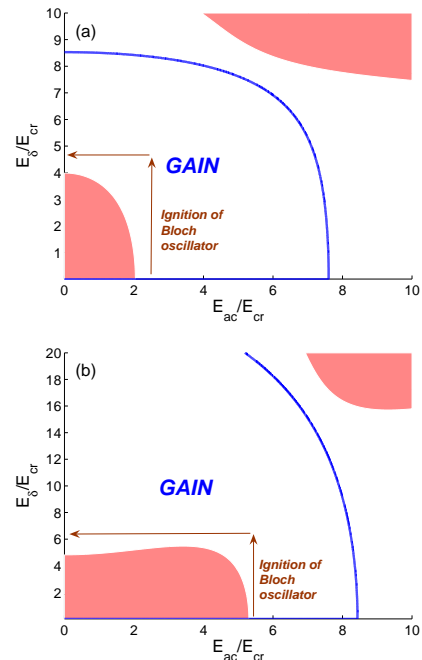 (a)
10
9
8
7
6
5
4
3
2
1
E_δ/E_cr
GAIN
Ignition of
Bloch
oscillator
0 2 4 6 8 10
E_ac/E_cr
(b)
20
18
16
14
12
10
8
6
4
2
E_δ/E_cr
GAIN
Ignition of
Bloch
oscillator
0 2 4 6 8 10
E_ac/E_cr